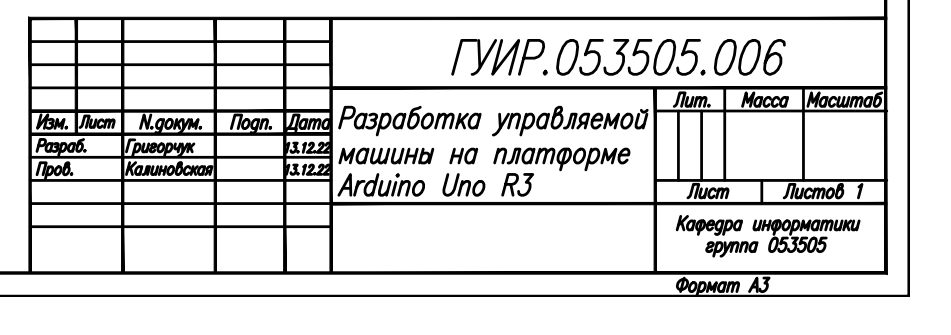 ГУИР.053505.006
Лит. Масса Масштаб
Изм. Лист N.докум. Подп. Дата
Разраб. Григорчук 13.12.22
Пров. Калиновская 13.12.22
Разработка управляемой
машины на платформе
Arduino Uno R3
Лист Листов 1
Кафедра информатики
группа 053505
Формат А3